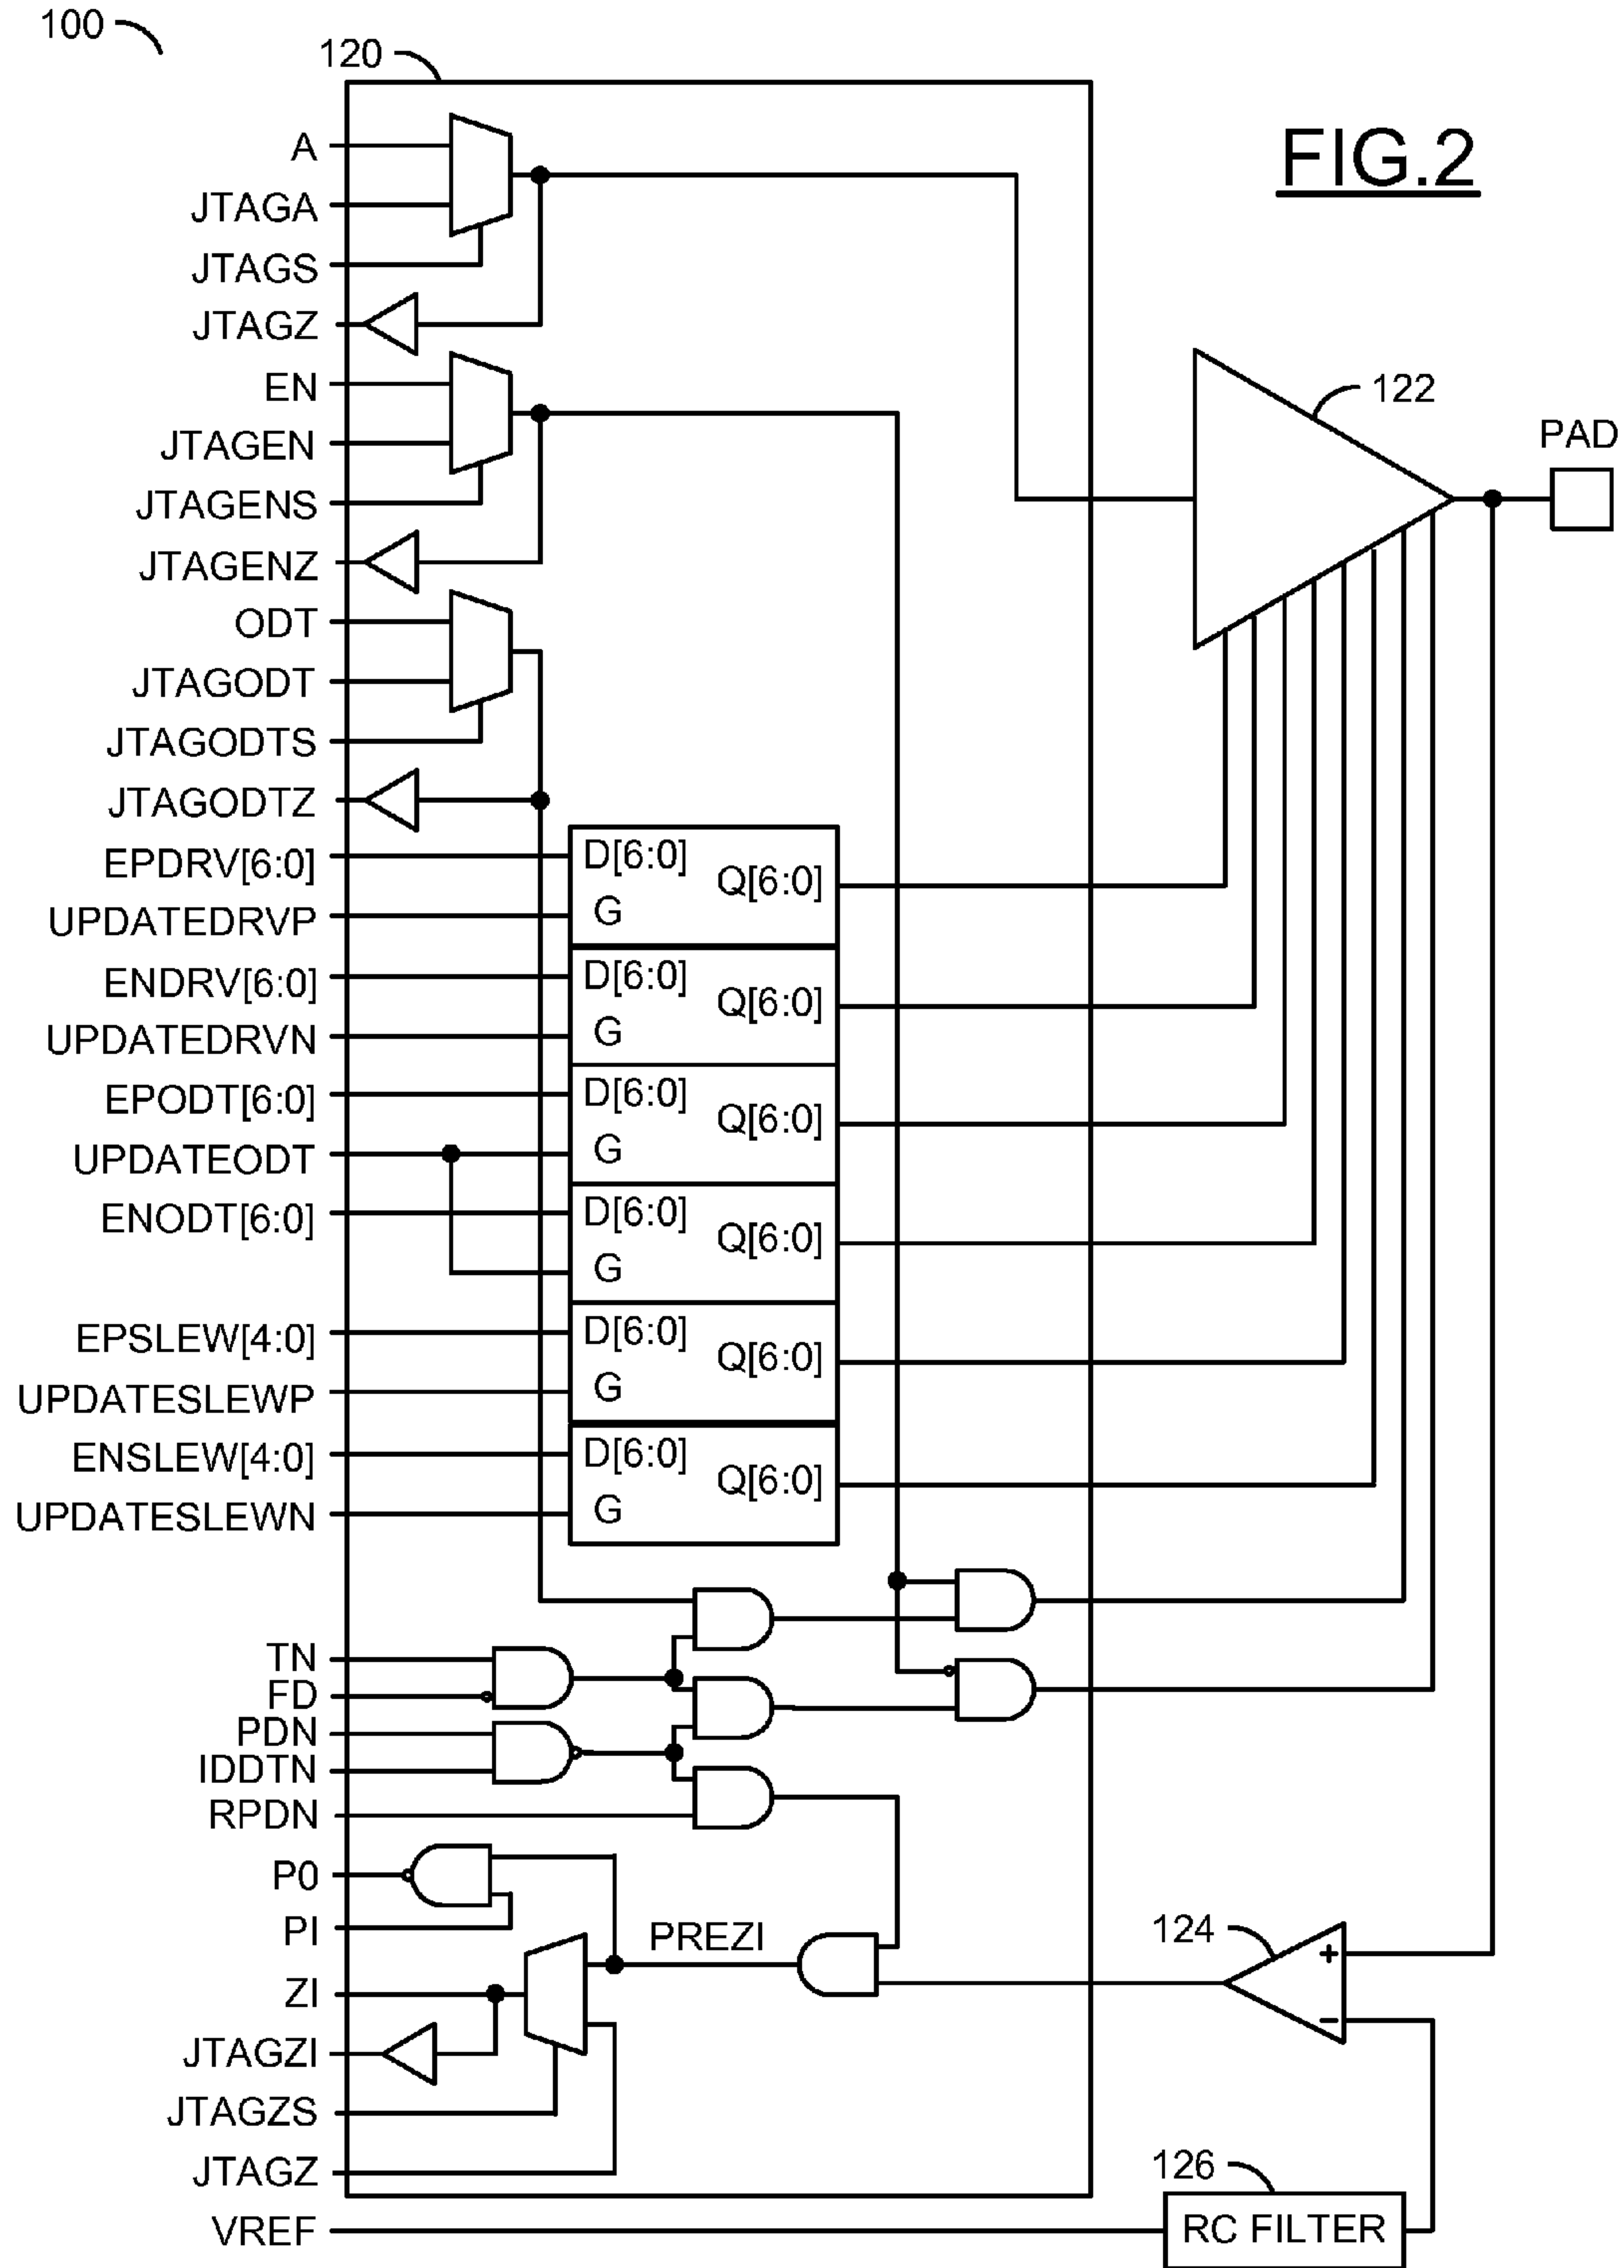 100
120
FIG.2
A
JTAGA
JTAGS
JTAGZ
EN
JTAGEN
JTAGENS
JTAGENZ
122
PAD
ODT
JTAGODT
JTAGODTS
JTAGODTZ
EPDRV[6:0]
D[6:0]
Q[6:0]
UPDATEDRVP
G
ENDRV[6:0]
D[6:0]
Q[6:0]
UPDATEDRVN
G
EPODT[6:0]
D[6:0]
Q[6:0]
UPDATEODT
G
ENODT[6:0]
D[6:0]
Q[6:0]
G
EPSLEW[4:0]
D[6:0]
Q[6:0]
UPDATESLEWP
G
ENSLEW[4:0]
D[6:0]
Q[6:0]
UPDATESLEWN
G
TN
FD
PDN
IDDTN
RPDN
P0
PI
PREZI
124
+
−
ZI
JTAGZI
JTAGZS
JTAGZ
126
VREF
RC FILTER